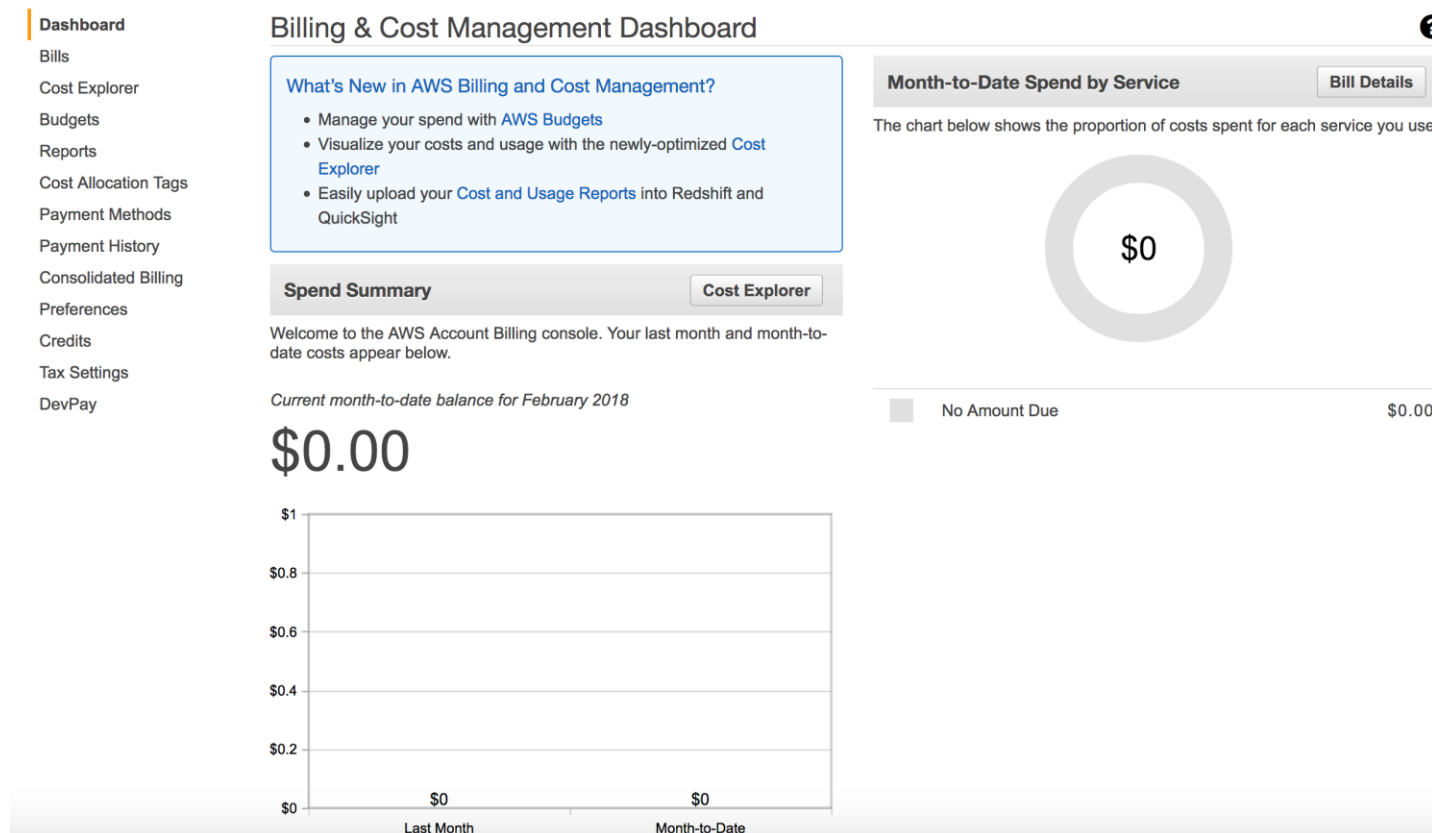 Dashboard
Bills
Cost Explorer
Budgets
Reports
Cost Allocation Tags
Payment Methods
Payment History
Consolidated Billing
Preferences
Credits
Tax Settings
DevPay
Billing & Cost Management Dashboard
What's New in AWS Billing and Cost Management?
• Manage your spend with AWS Budgets
• Visualize your costs and usage with the newly-optimized Cost
Explorer
• Easily upload your Cost and Usage Reports into Redshift and
QuickSight
Spend Summary
Cost Explorer
Welcome to the AWS Account Billing console. Your last month and month-to-
date costs appear below.
Current month-to-date balance for February 2018
$0.00
$1
$0.8
$0.6
$0.4
$0.2
$0
$0
$0
Last Month
Month-to-Date
?
Month-to-Date Spend by Service
Bill Details
The chart below shows the proportion of costs spent for each service you use
$0
No Amount Due
$0.00